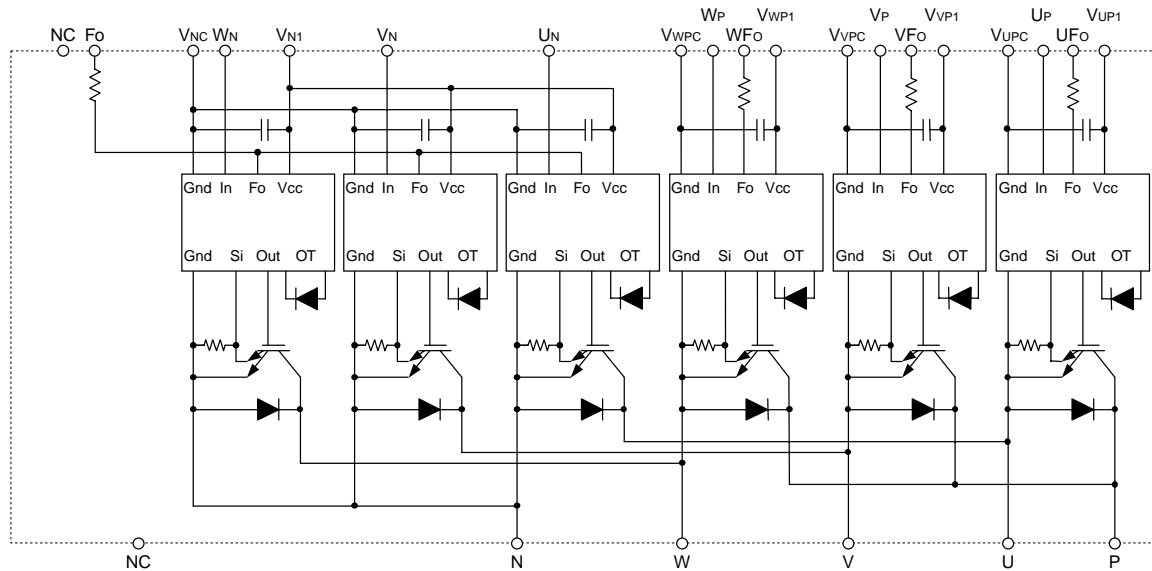 WP VWP1 VP VVP1 UP VUP1
NC Fo VNC WN VN1 VN UN VWPC WFO VVPC VFO VUPC UFO
Gnd In Fo Vcc Gnd In Fo Vcc Gnd In Fo Vcc Gnd In Fo Vcc Gnd In Fo Vcc Gnd In Fo Vcc
Gnd Si Out OT Gnd Si Out OT Gnd Si Out OT Gnd Si Out OT Gnd Si Out OT Gnd Si Out OT
NC N W V U P